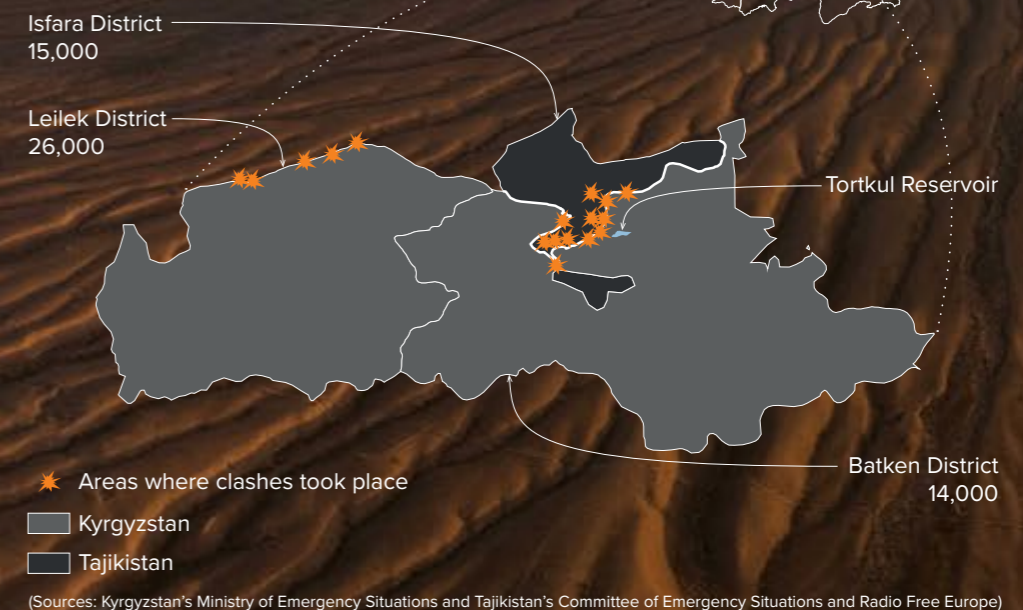 Isfara District
15,000
Leilek District
26,000
Tortkul Reservoir
Batken District
14,000
Areas where clashes took place
Kyrgyzstan
Tajikistan
(Sources: Kyrgyzstan’s Ministry of Emergency Situations and Tajikistan’s Committee of Emergency Situations and Radio Free Europe)